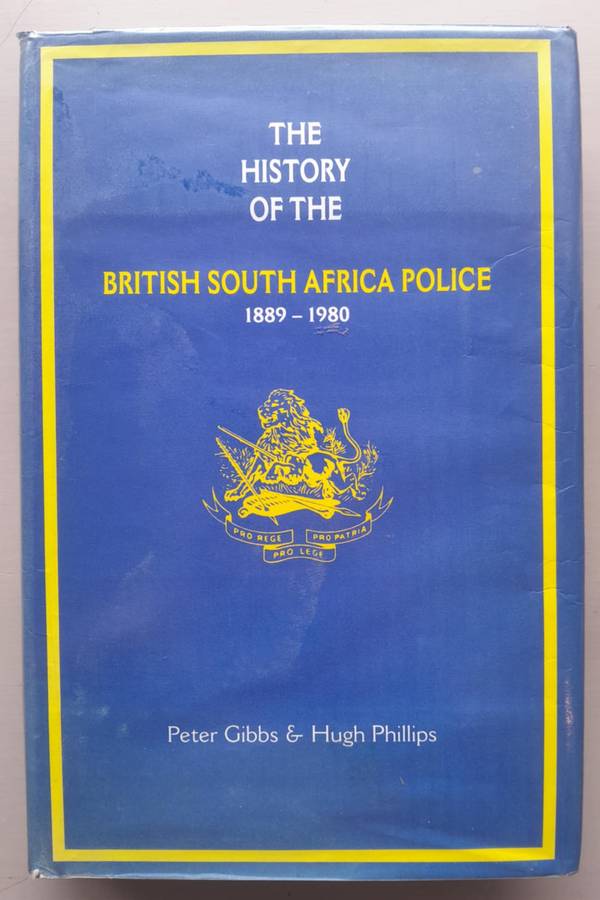 THE
HISTORY
OF THE
BRITISH SOUTH AFRICA POLICE
1889 – 1980
PRO REGE PRO PATRIA
PRO LEGE
Peter Gibbs & Hugh Phillips